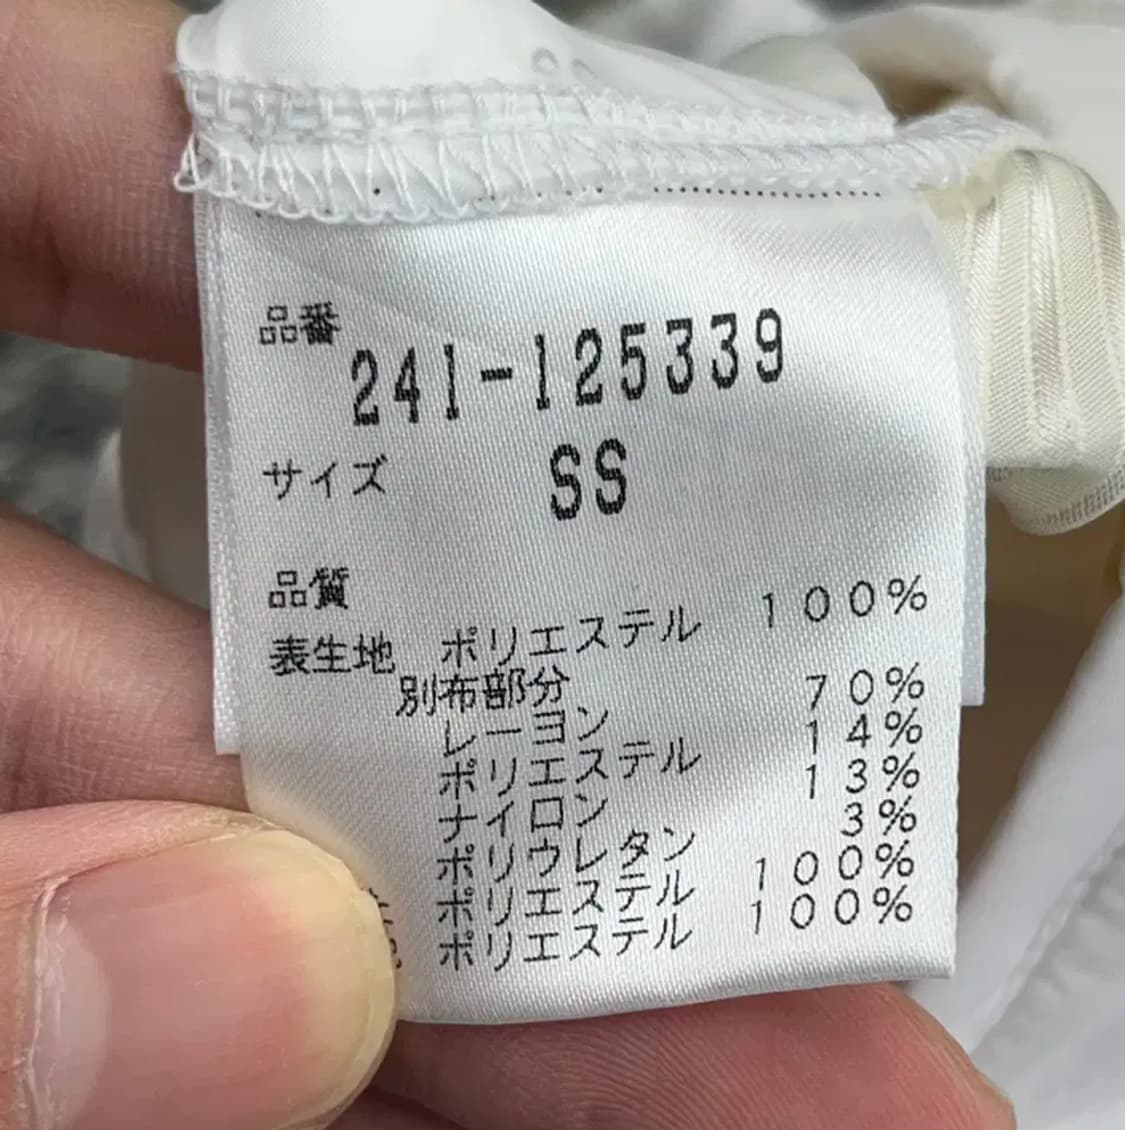 品番
241-125339
サイズ SS
品質
表生地 ポリエステル 100%
別布部分
レーヨン 70%
ポリエステル 14%
ナイロン 13%
ポリウレタン 3%
ポリエステル 100%
ポリエステル 100%